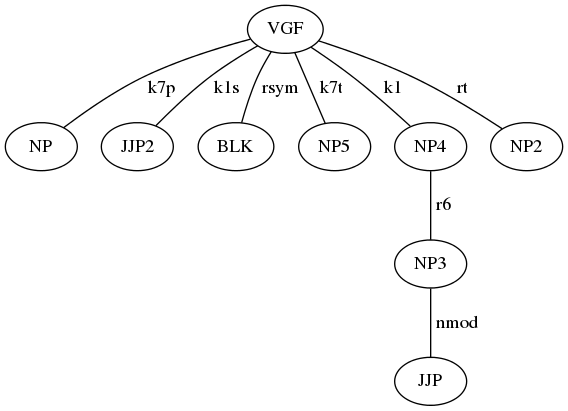 VGF
k7p k1s rsym k7t k1 rt
NP JJP2 BLK NP5 NP4 NP2
r6
NP3
nmod
JJP